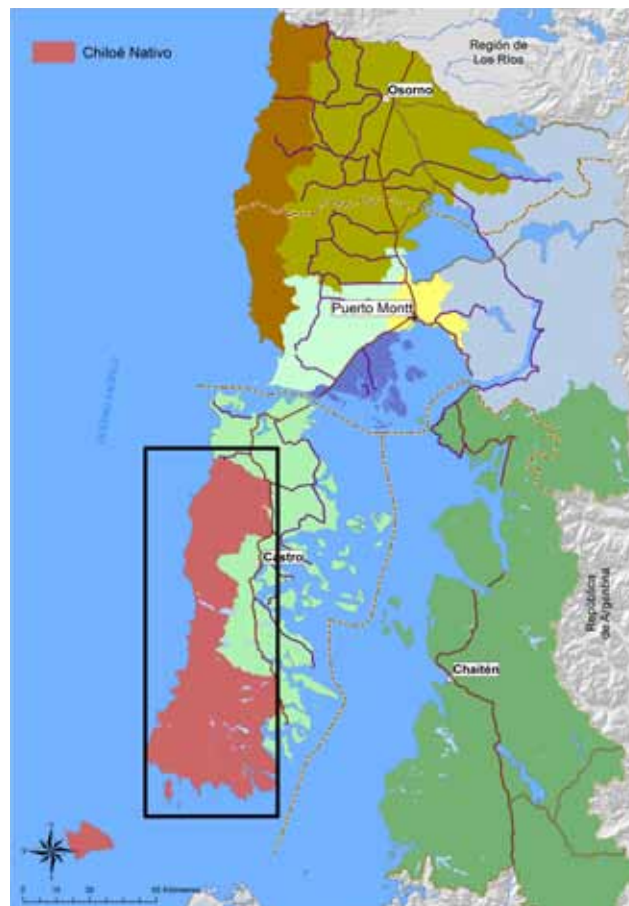 Chiloé Nativo
Región de
Los Ríos
Osorno
Puerto Montt
Castro
República
de Argentina
Chaitén